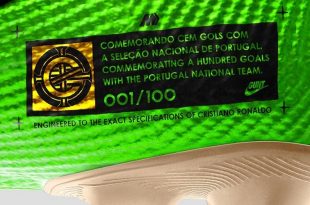 COMEMORANDO CEM GOLS COM
A SELEÇÃO NACIONAL DE PORTUGAL,
COMMEMORATING A HUNDRED GOALS
WITH THE PORTUGAL NATIONAL TEAM.
001/100
ENGINEERED TO THE EXACT SPECIFICATIONS OF CRISTIANO RONALDO